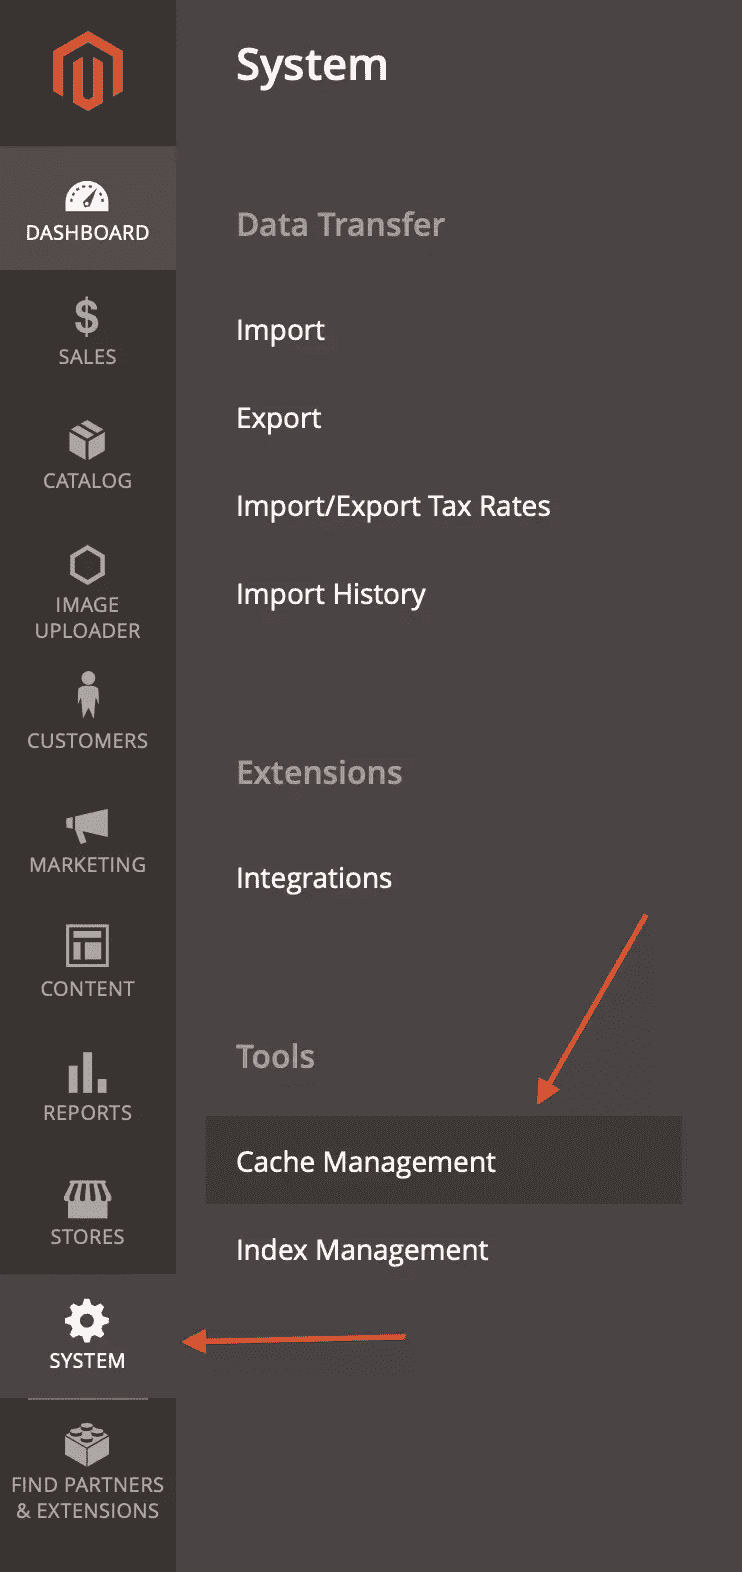 DASHBOARD
SALES
CATALOG
IMAGE
UPLOADER
CUSTOMERS
MARKETING
CONTENT
REPORTS
STORES
SYSTEM
FIND PARTNERS
& EXTENSIONS
System
Data Transfer
Import
Export
Import/Export Tax Rates
Import History
Extensions
Integrations
Tools
Cache Management
Index Management